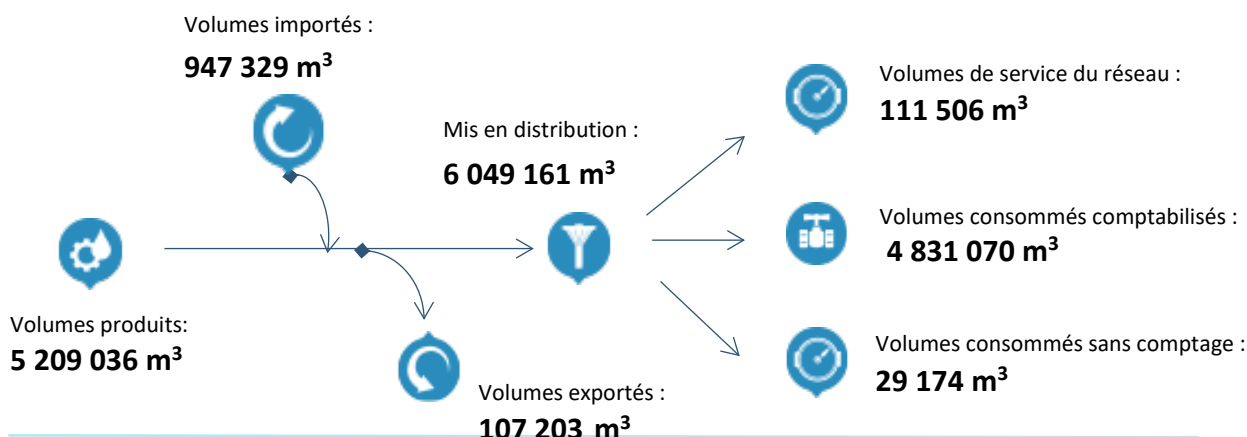 Volumes importés :
947 329 m³
Mis en distribution :
6 049 161 m³
Volumes produits:
5 209 036 m³
Volumes exportés :
107 203 m³
Volumes de service du réseau :
111 506 m³
Volumes consommés comptabilisés :
4 831 070 m³
Volumes consommés sans comptage :
29 174 m³